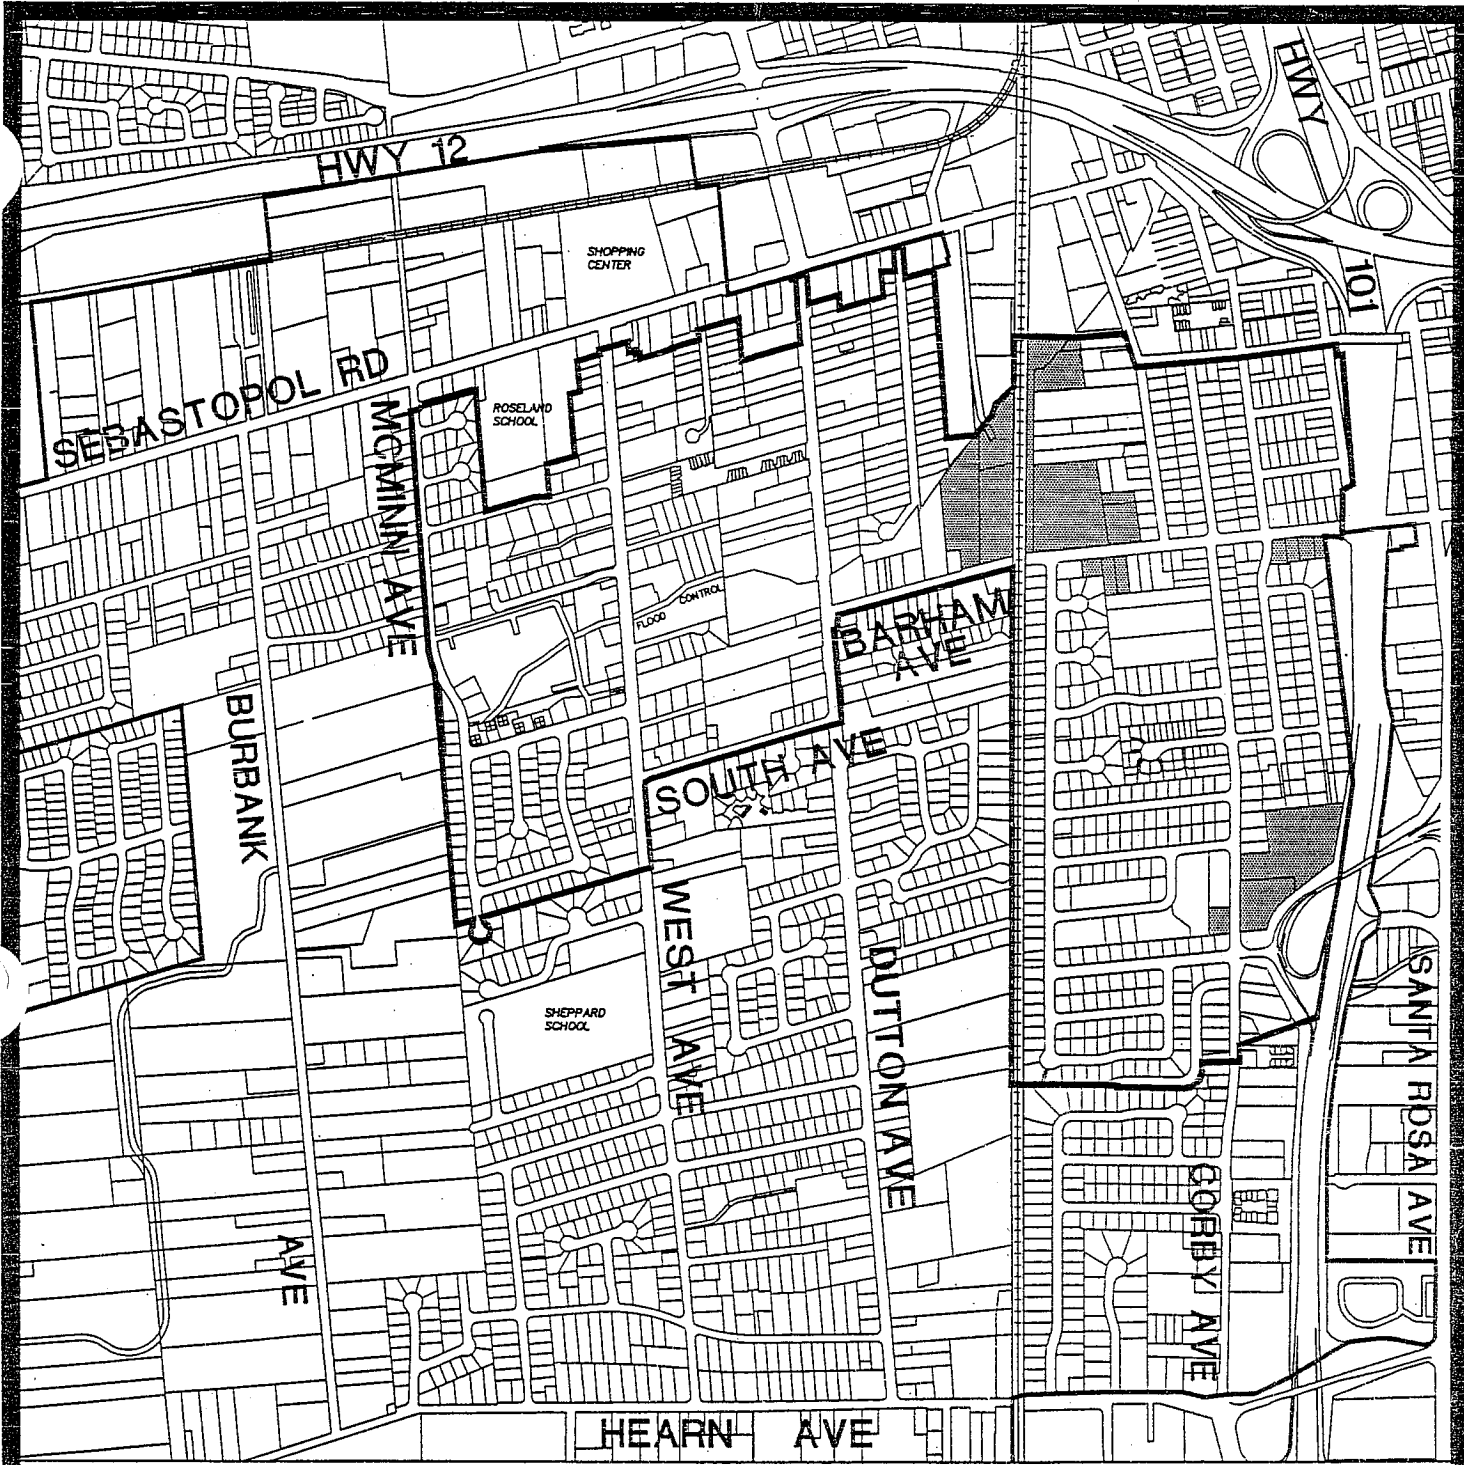 HWY
HWY 12
101
SHOPPING
CENTER
SEBASTOPOL RD
MCMINN AVE
ROSELAND
SCHOOL
FLOOD CONTROL
BARHAM
AVE
BURBANK
AVE
SOUTH AVE
WEST AVE
DUTTON AVE
SHEPPARD
SCHOOL
SANTA ROSA AVE
CORBY AVE
HEARN AVE